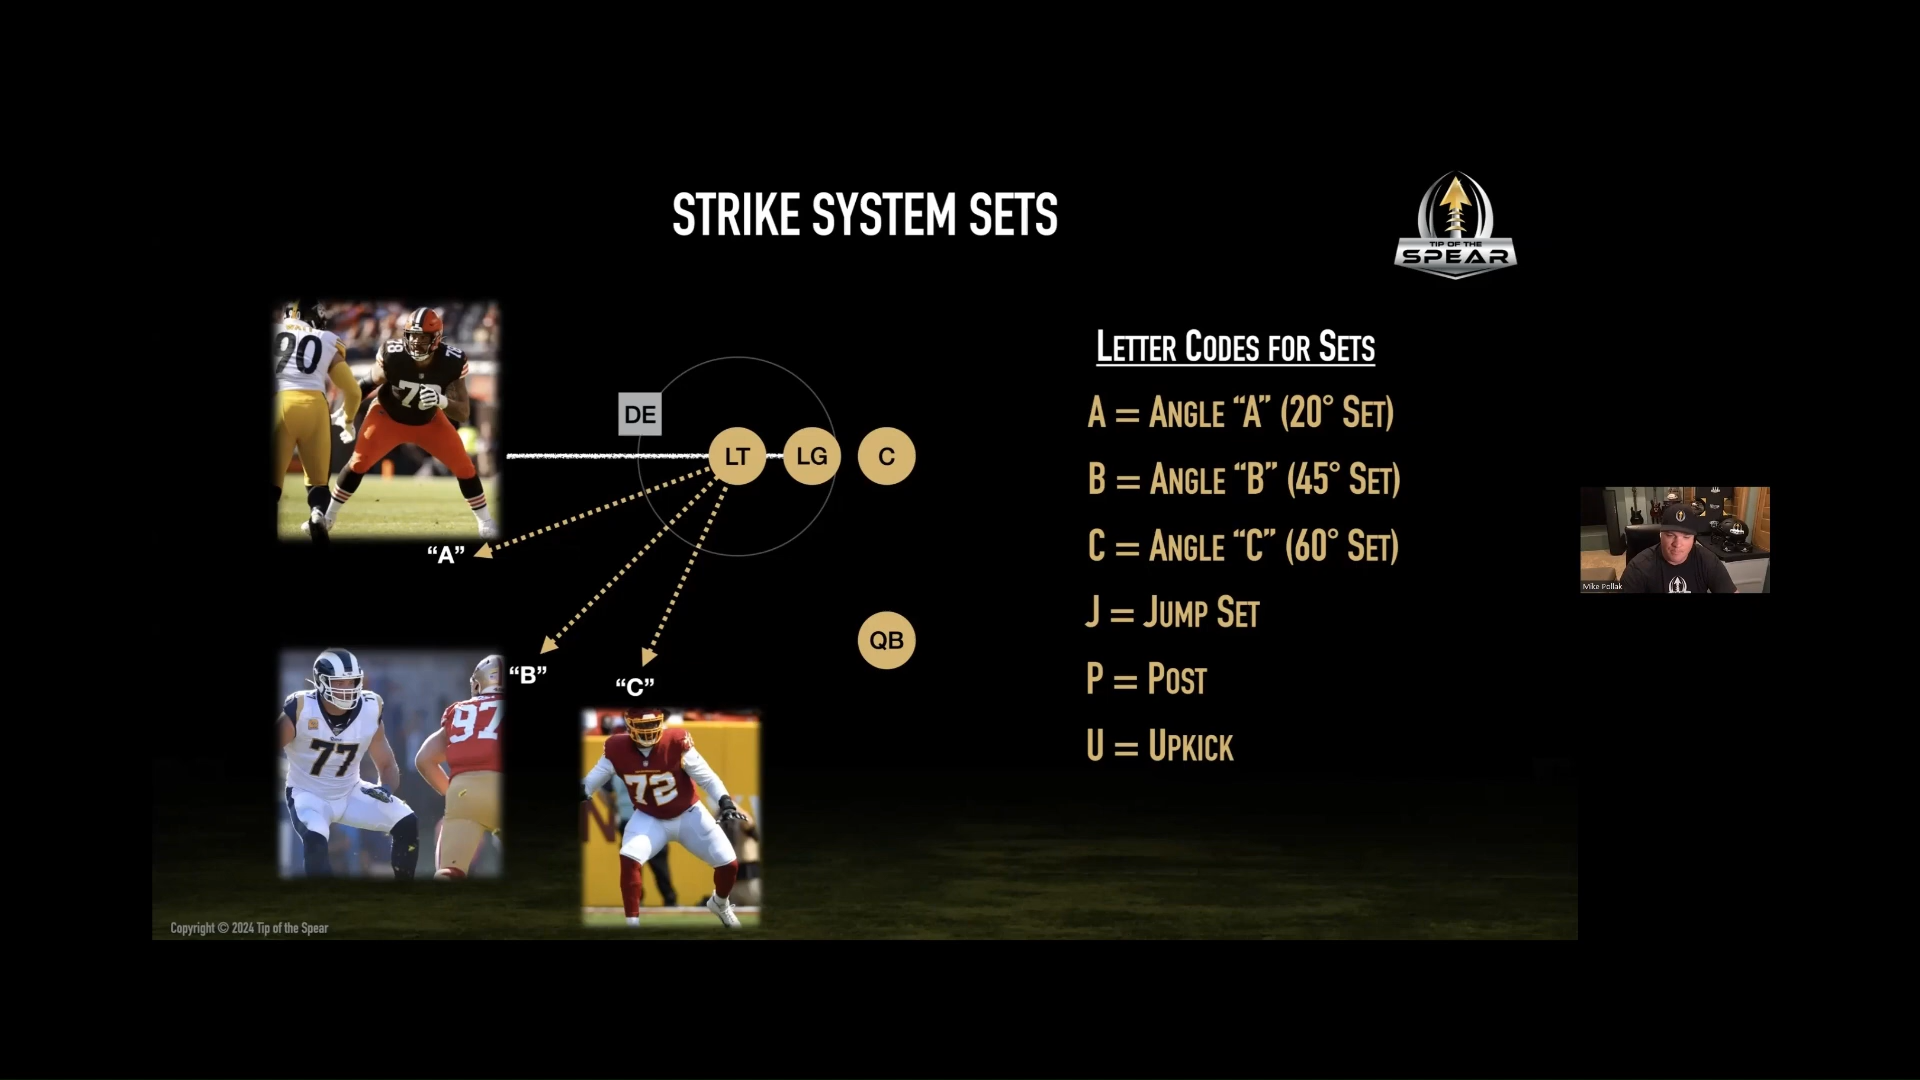 STRIKE SYSTEM SETS
TIP OF THE
SPEAR
LETTER CODES FOR SETS
A = ANGLE “A” (20° SET)
B = ANGLE “B” (45° SET)
C = ANGLE “C” (60° SET)
J = JUMP SET
P = POST
U = UPKICK
DE
LT
LG
C
QB
“A”
“B”
“C”
90
78
78
77
97
72
Mike Pollak
Copyright © 2024 Tip of the Spear